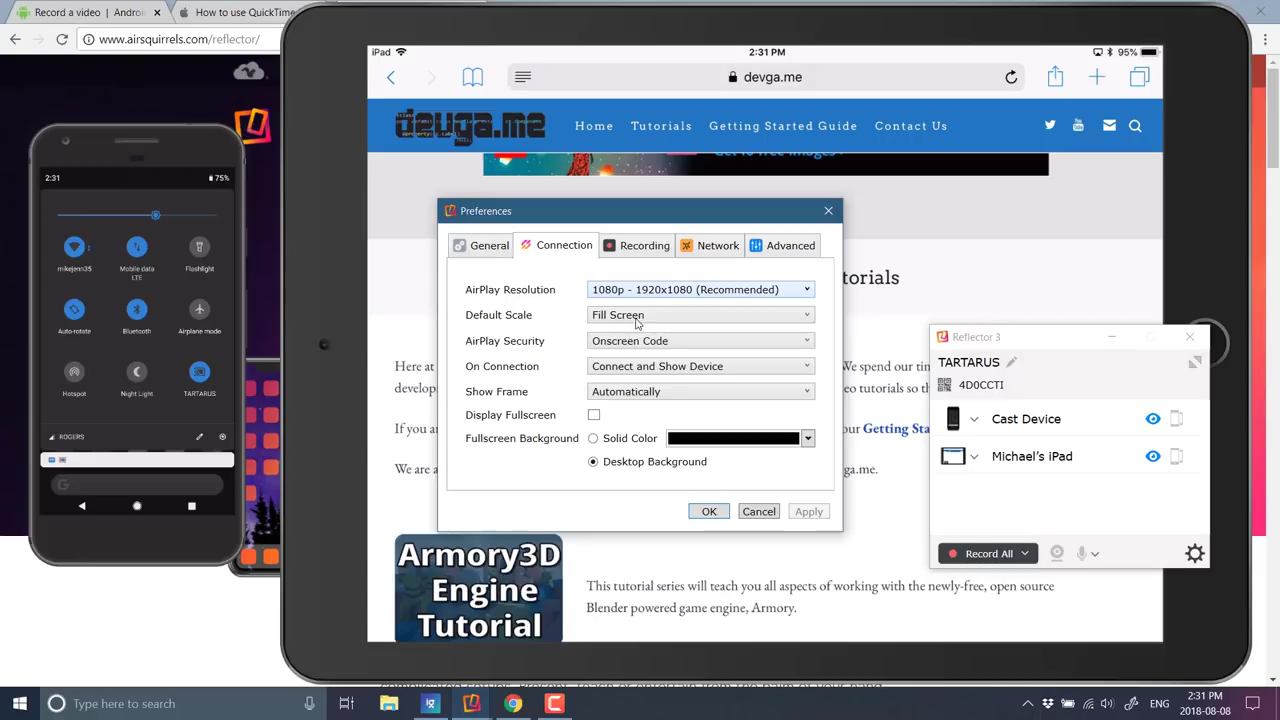 Record a video | Androi
How to use QuickTime
www.airsquirrels.com/reflector/
iPad
2:31 PM
95%
devga.me
devga.me
Home
Tutorials
Getting Started Guide
Contact Us
2:31
75%
mikejenn35
Mobile data
LTE
Flashlight
Auto-rotate
Bluetooth
Airplane mode
Hotspot
Night Light
TARTARUS
ROGERS
Preferences
General
Connection
Recording
Network
Advanced
AirPlay Resolution
1080p - 1920x1080 (Recommended)
Default Scale
Fill Screen
AirPlay Security
Onscreen Code
On Connection
Connect and Show Device
Show Frame
Automatically
Display Fullscreen
Fullscreen Background
Solid Color
Desktop Background
OK
Cancel
Apply
torials
Here at
We spend our
develop
eo tutorials so
If you a
our Getting Sta
We are a
ga.me.
Reflector 3
TARTARUS
4D0CCTI
Cast Device
Michael's iPad
Record All
Armory3D
Engine
Tutorial
This tutorial series will teach you all aspects of working with the newly-free, open source
Blender powered game engine, Armory.
Type here to search
ENG
2:31 PM
2018-08-08